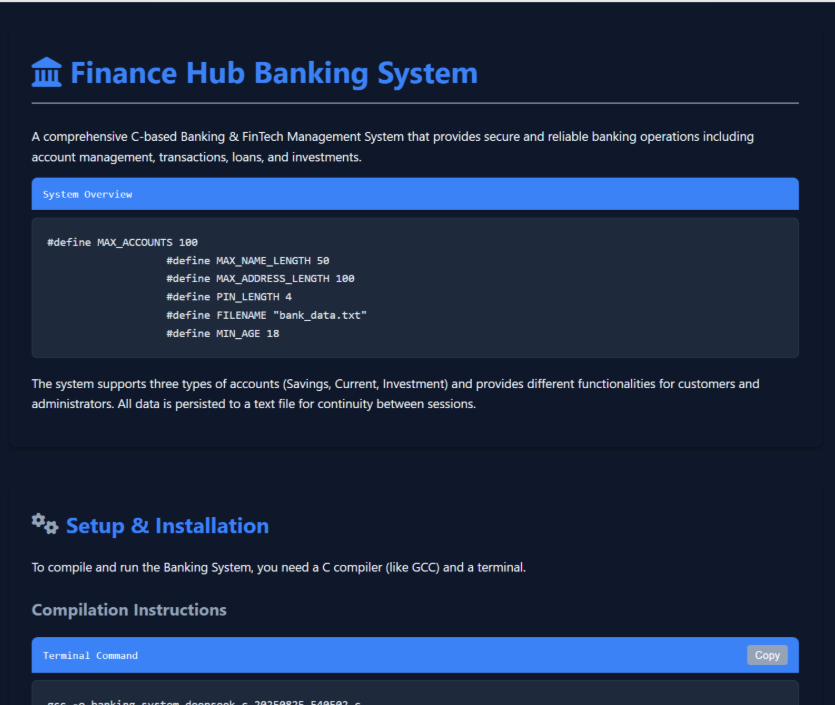 Finance Hub Banking System
A comprehensive C-based Banking & FinTech Management System that provides secure and reliable banking operations including
account management, transactions, loans, and investments.
System Overview
#define MAX_ACCOUNTS 100
#define MAX_NAME_LENGTH 50
#define MAX_ADDRESS_LENGTH 100
#define PIN_LENGTH 4
#define FILENAME "bank_data.txt"
#define MIN_AGE 18
The system supports three types of accounts (Savings, Current, Investment) and provides different functionalities for customers and
administrators. All data is persisted to a text file for continuity between sessions.
Setup & Installation
To compile and run the Banking System, you need a C compiler (like GCC) and a terminal.
Compilation Instructions
Terminal Command
Copy
gcc -o banking_system deepseek_c_20250825_540502.c